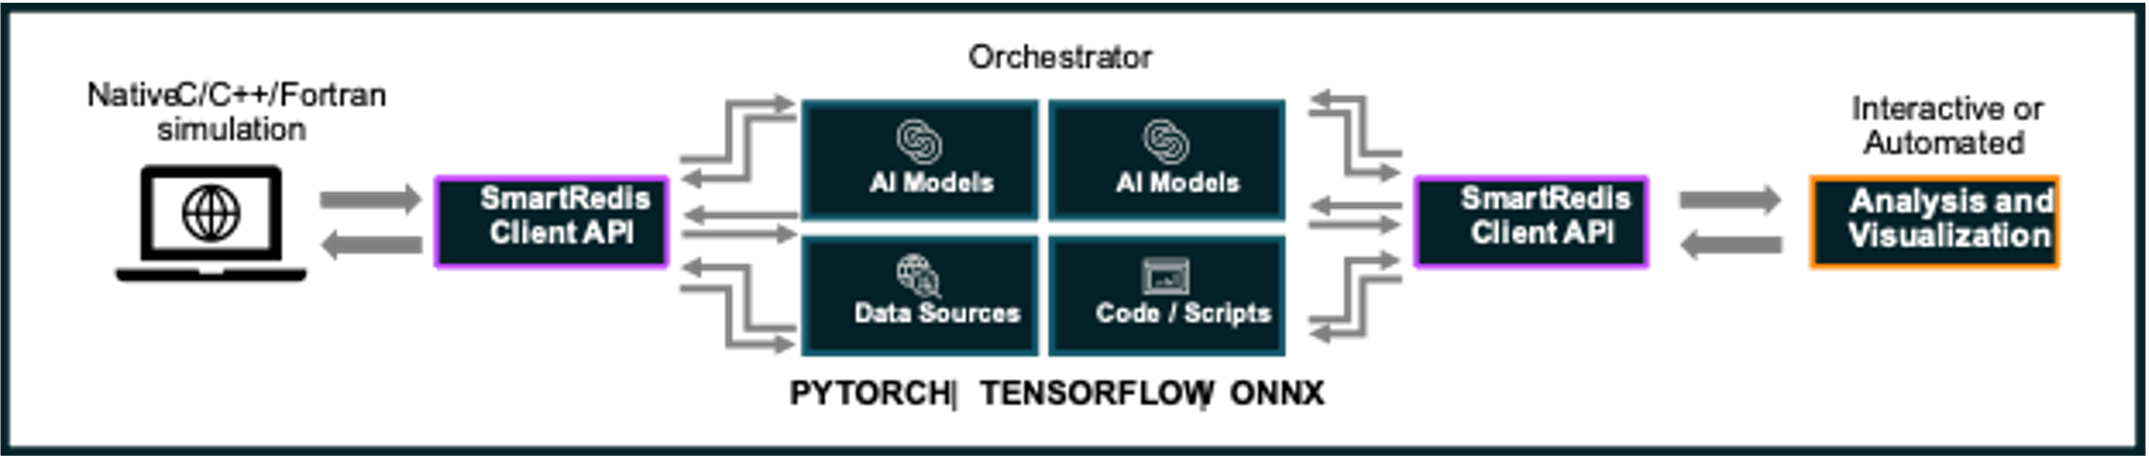 Orchestrator
NativeC/C++/Fortran
simulation
SmartRedis
Client API
AI Models
AI Models
Data Sources
Code / Scripts
PYTORCH| TENSORFLOW| ONNX
SmartRedis
Client API
Interactive or
Automated
Analysis and
Visualization